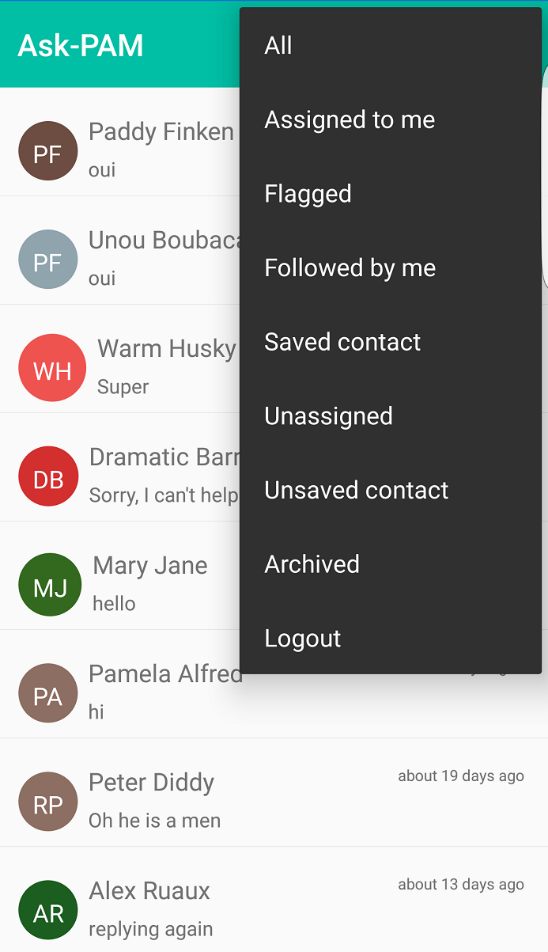 Ask-PAM
All
Assigned to me
Flagged
Followed by me
Saved contact
Unassigned
Unsaved contact
Archived
Logout
PF
Paddy Finken
oui
PF
Unou
oui
WH
Warm Husky
Super
DB
Dramatic
Sorry, I can't help
MJ
Mary Jane
hello
PA
Pamela Alfred
hi
RP
Peter Diddy
about 19 days ago
Oh he is a men
AR
Alex Ruaux
about 13 days ago
replying again